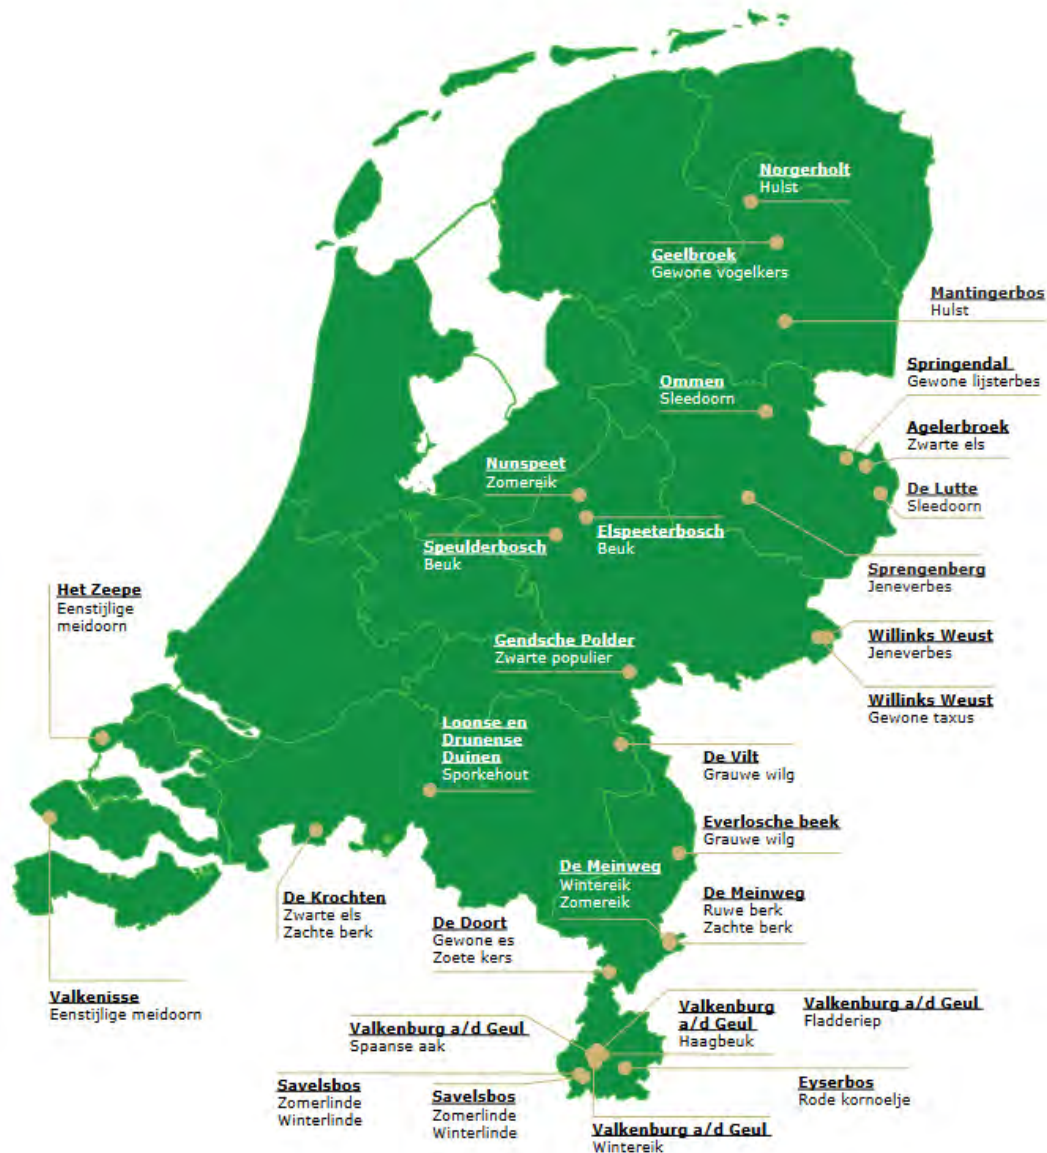 Norgerholt
Hulst
Geelbroek
Gewone vogelkers
Mantingerbos
Hulst
Springendal
Gewone lijsterbes
Ommen
Sleedoorn
Agelerbroek
Zwarte els
Nunspeet
Zomereik
De Lutte
Sleedoorn
Elspeeterbosch
Beuk
Speulderbosch
Beuk
Sprengenberg
Jeneverbes
Het Zeepe
Eenstijlige
meidoorn
Gendsche Polder
Zwarte populier
Willinks Weust
Jeneverbes
Willinks Weust
Gewone taxus
Loonse en
Drunense
Duinen
Sporkehout
De Vilt
Grauwe wilg
Everlosche beek
Grauwe wilg
De Meinweg
Wintereik
Zomereik
De Meinweg
Ruwe berk
Zachte berk
De Krochten
Zwarte els
Zachte berk
De Doort
Gewone es
Zoete kers
Valkenisse
Eenstijlige meidoorn
Valkenburg a/d Geul
Spaanse aak
Valkenburg
a/d Geul
Haagbeuk
Valkenburg a/d Geul
Fladderiep
Savelsbos
Zomerlinde
Winterlinde
Savelsbos
Zomerlinde
Winterlinde
Eyserbos
Rode kornoelje
Valkenburg a/d Geul
Wintereik